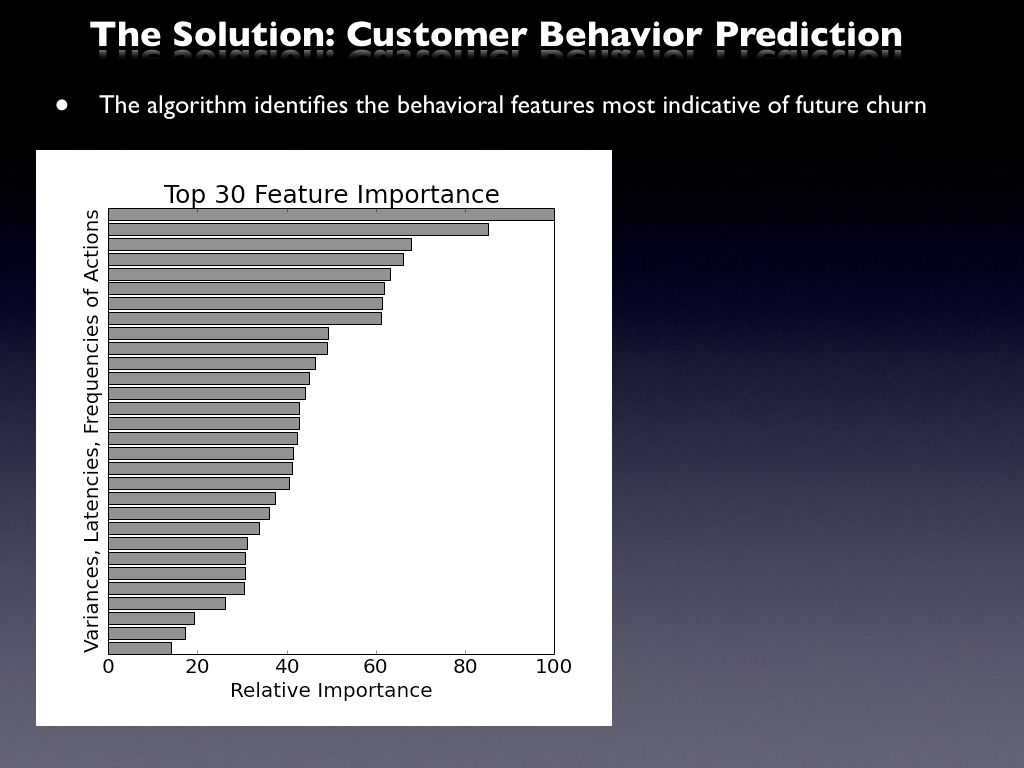 The Solution: Customer Behavior Prediction
• The algorithm identifies the behavioral features most indicative of future churn
Top 30 Feature Importance
Variances, Latencies, Frequencies of Actions
0 20 40 60 80 100
Relative Importance